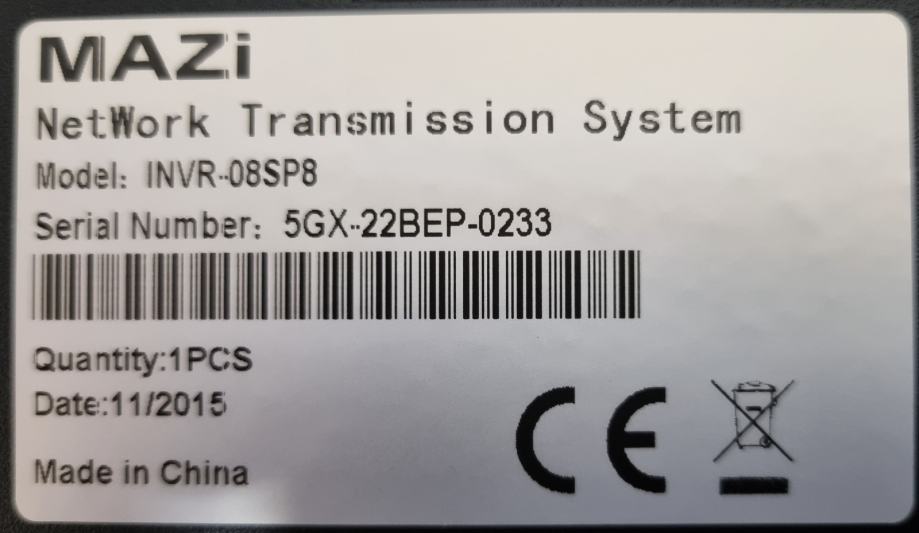 MAZi
NetWork Transmission System
Model: INVR-08SP8
Serial Number: 5GX-22BEP-0233
Quantity:1PCS
Date:11/2015
Made in China
CE